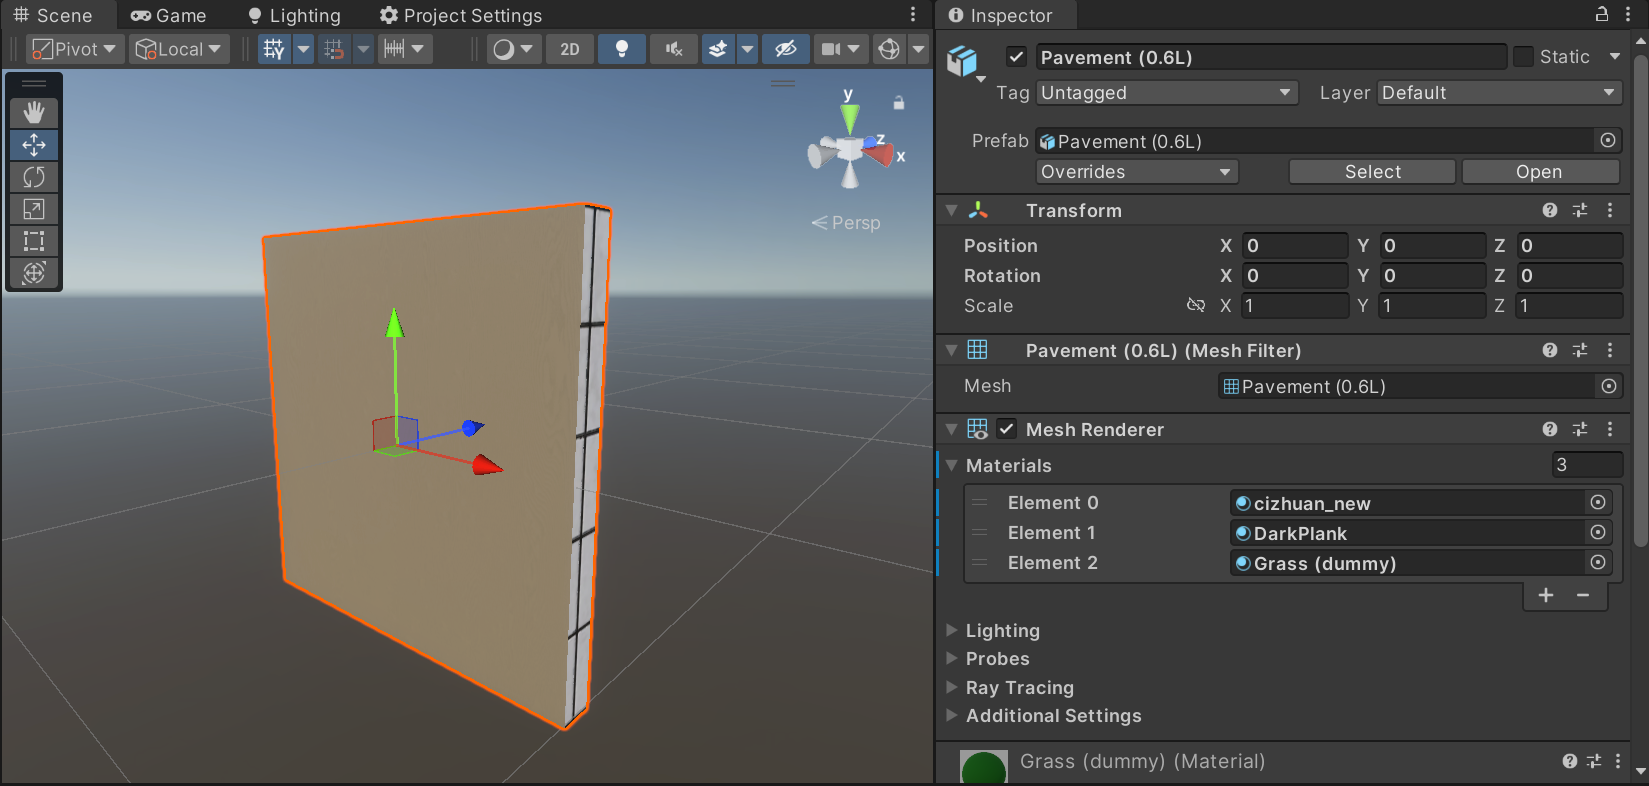 Scene Game Lighting Project Settings
Pivot Local 2D
y
z
x
Persp
Inspector
Pavement (0.6L) Static
Tag Untagged Layer Default
Prefab Pavement (0.6L)
Overrides Select Open
Transform
Position X 0 Y 0 Z 0
Rotation X 0 Y 0 Z 0
Scale X 1 Y 1 Z 1
Pavement (0.6L) (Mesh Filter)
Mesh Pavement (0.6L)
Mesh Renderer
Materials 3
Element 0 cizhuan_new
Element 1 DarkPlank
Element 2 Grass (dummy)
+ −
Lighting
Probes
Ray Tracing
Additional Settings
Grass (dummy) (Material)